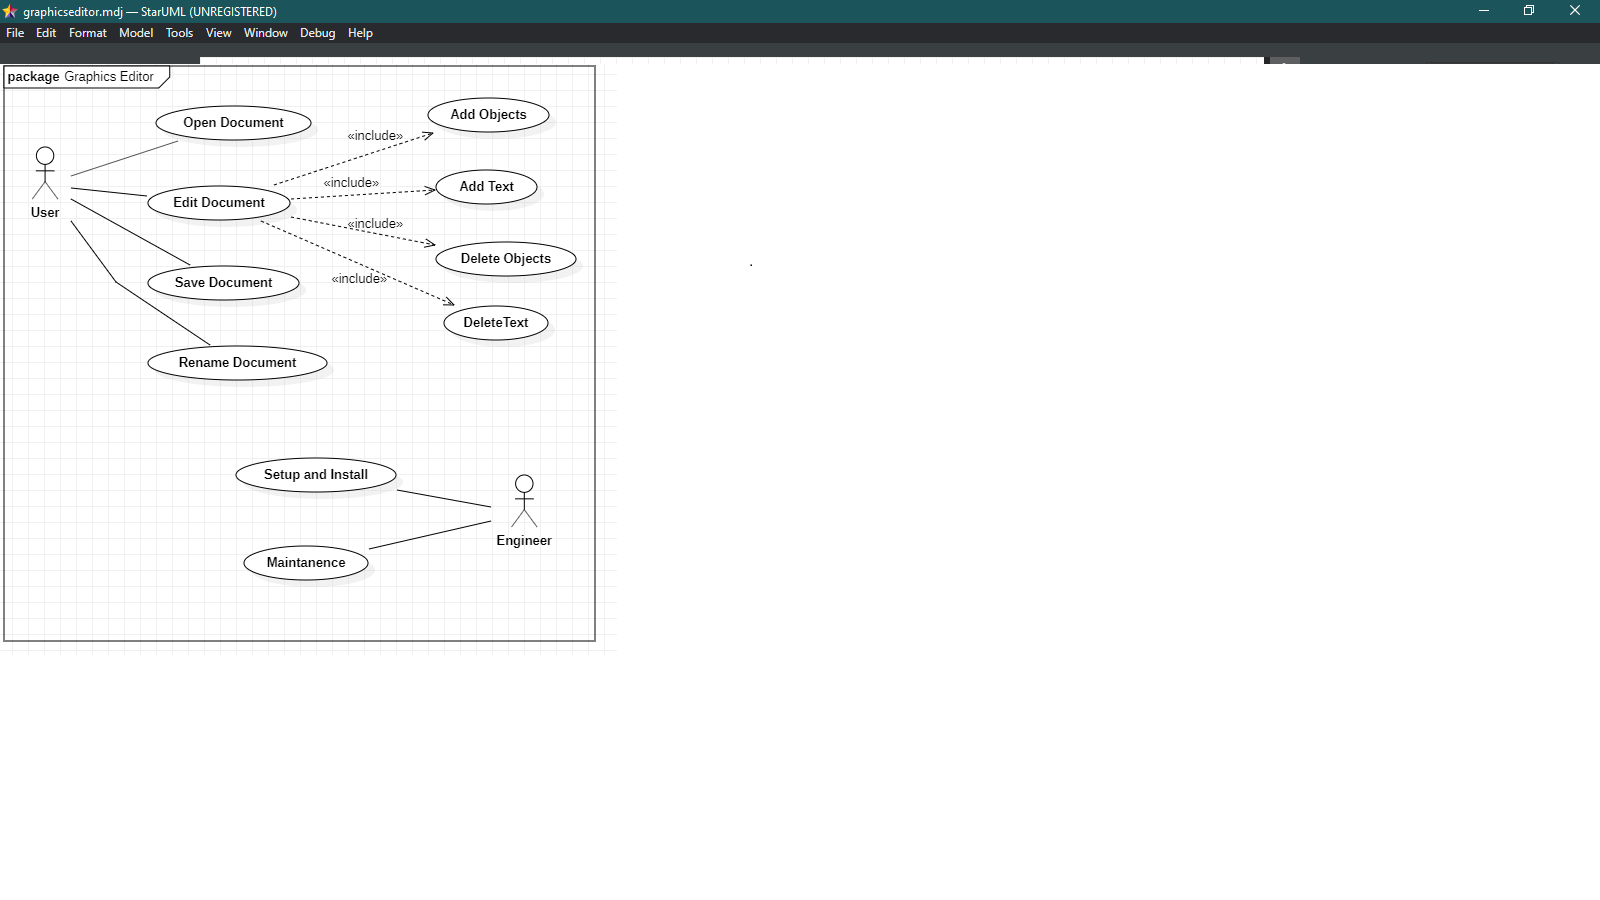 graphicseditor.mdj — StarUML (UNREGISTERED)
File Edit Format Model Tools View Window Debug Help
package Graphics Editor
Open Document
Add Objects
«include»
User
Edit Document
«include»
Add Text
«include»
Delete Objects
Save Document
«include»
DeleteText
Rename Document
Setup and Install
Engineer
Maintanence